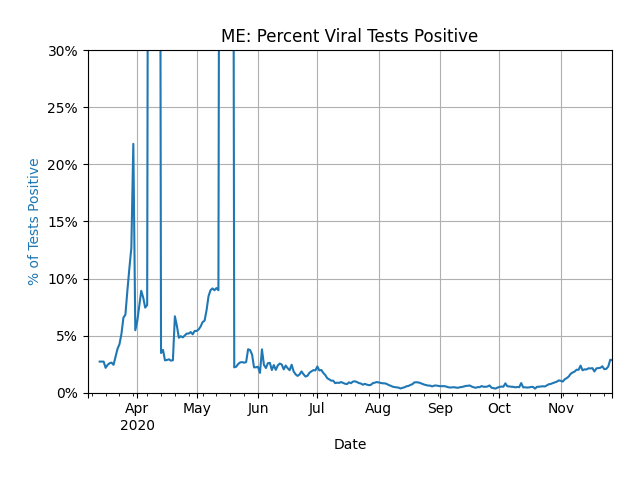 ME: Percent Viral Tests Positive
% of Tests Positive
30%
25%
20%
15%
10%
5%
0%
Apr
2020
May
Jun
Jul
Aug
Sep
Oct
Nov
Date